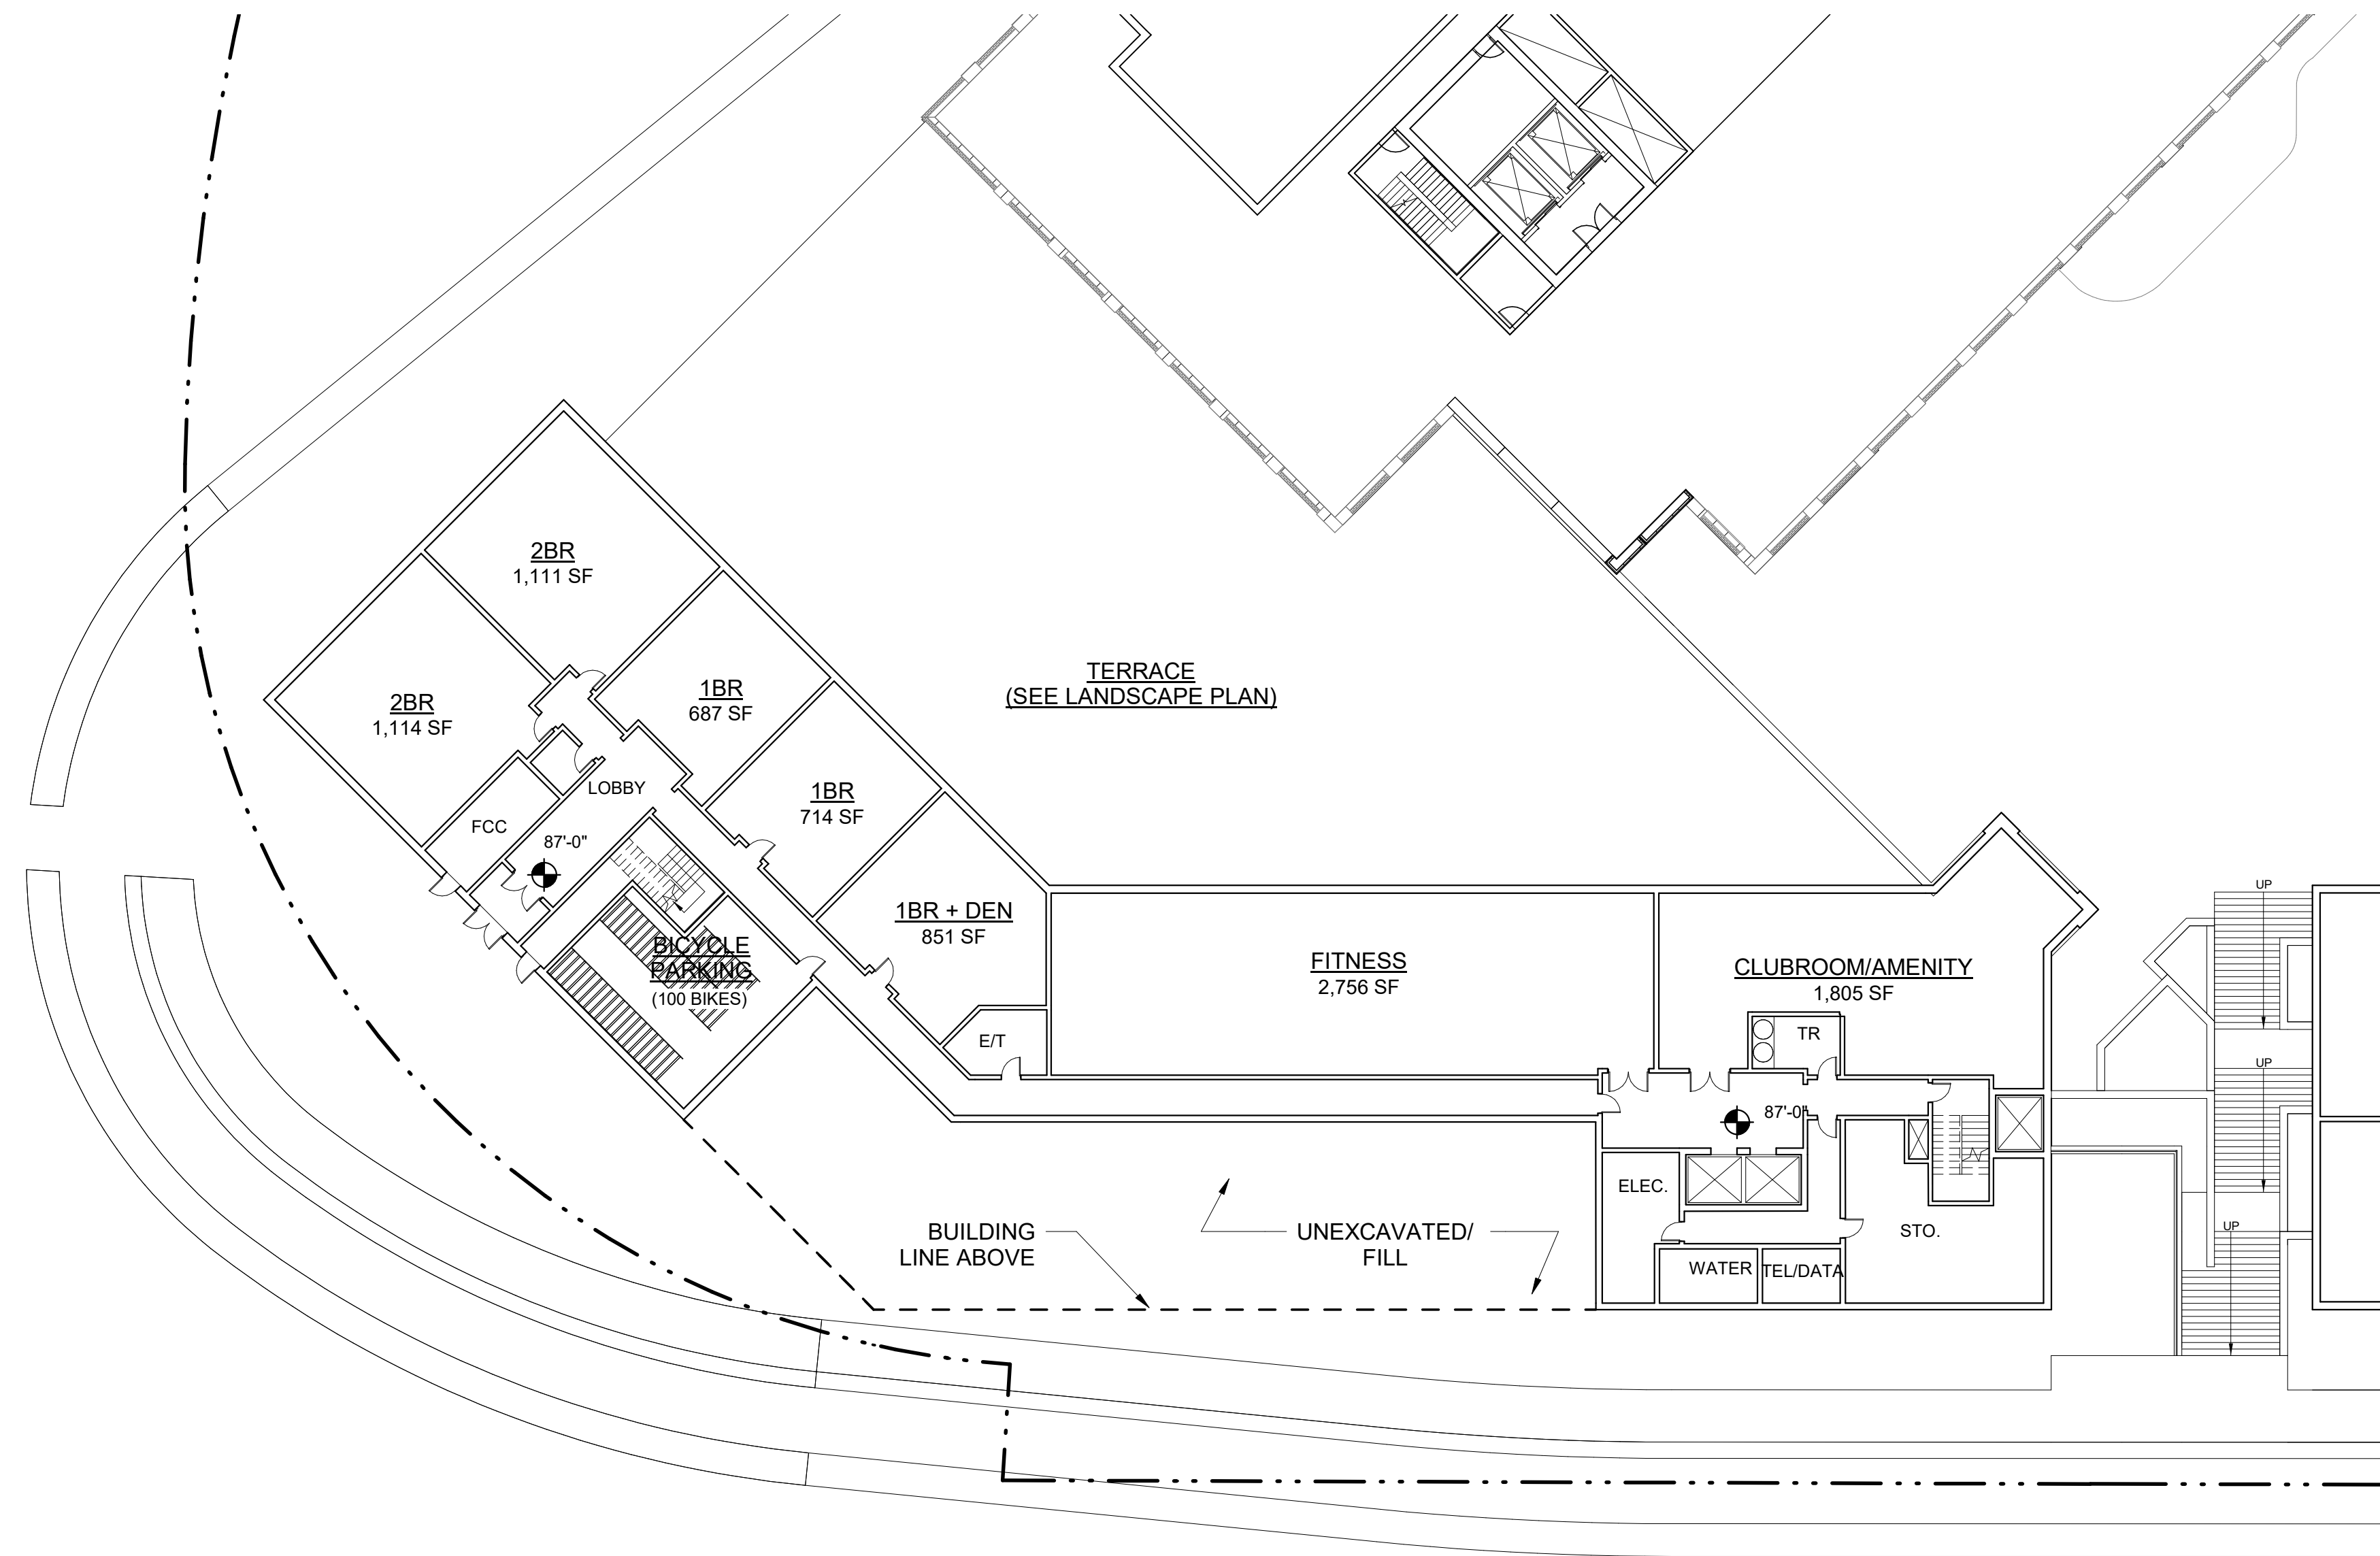 2BR
1,111 SF
2BR
1,114 SF
1BR
687 SF
TERRACE
(SEE LANDSCAPE PLAN)
LOBBY
1BR
714 SF
FCC
87'-0"
1BR + DEN
851 SF
BICYCLE
PARKING
(100 BIKES)
E/T
FITNESS
2,756 SF
CLUBROOM/AMENITY
1,805 SF
TR
87'-0"
UP
UP
UP
ELEC.
STO.
WATER
TEL/DATA
BUILDING
LINE ABOVE
UNEXCAVATED/
FILL